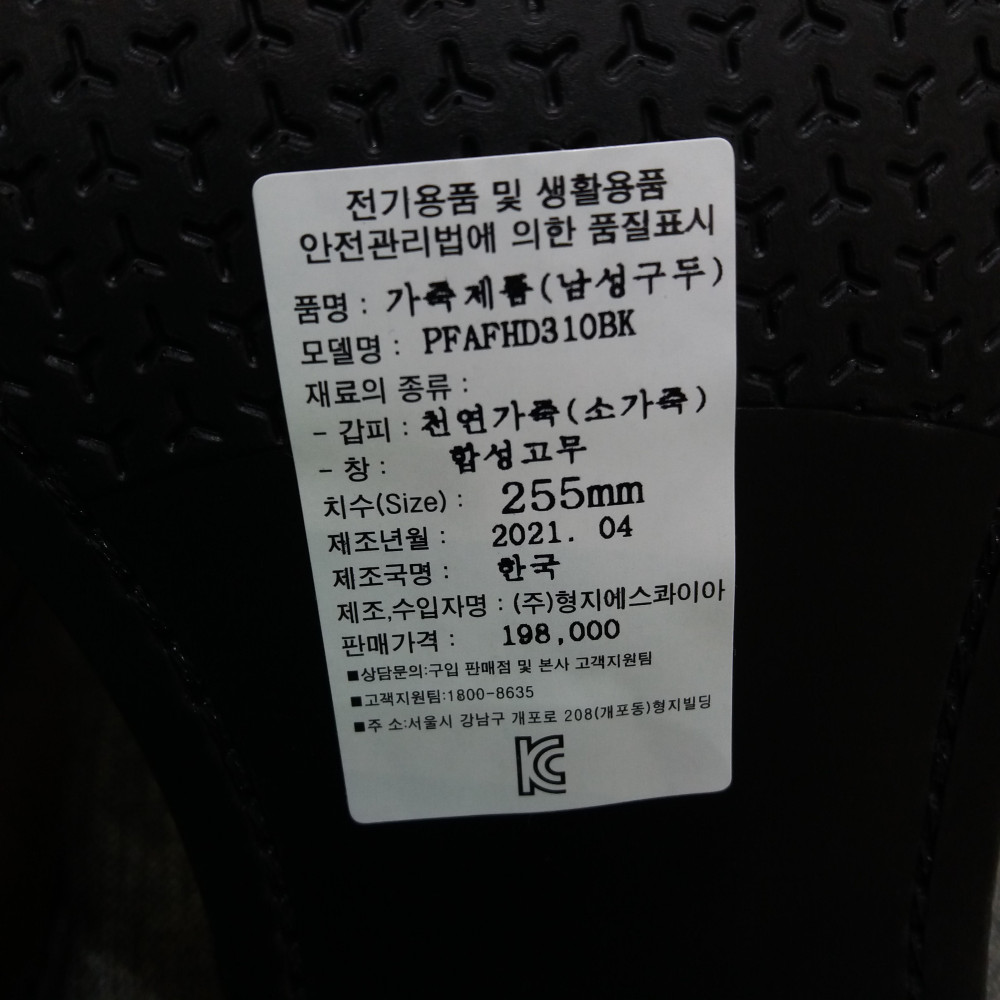 전기용품 및 생활용품
안전관리법에 의한 품질표시
품명 : 가죽제품(남성구두)
모델명 : PFAFHD310BK
재료의 종류 :
- 갑피 : 천연가죽(소가죽)
- 창 : 합성고무
치수(Size) : 255mm
제조년월 : 2021. 04
제조국명 : 한국
제조,수입자명 : (주)형지에스콰이아
판매가격 : 198,000
■상담문의:구입 판매점 및 본사 고객지원팀
■고객지원팀:1800-8635
■주 소:서울시 강남구 개포로 208(개포동)형지빌딩
KC